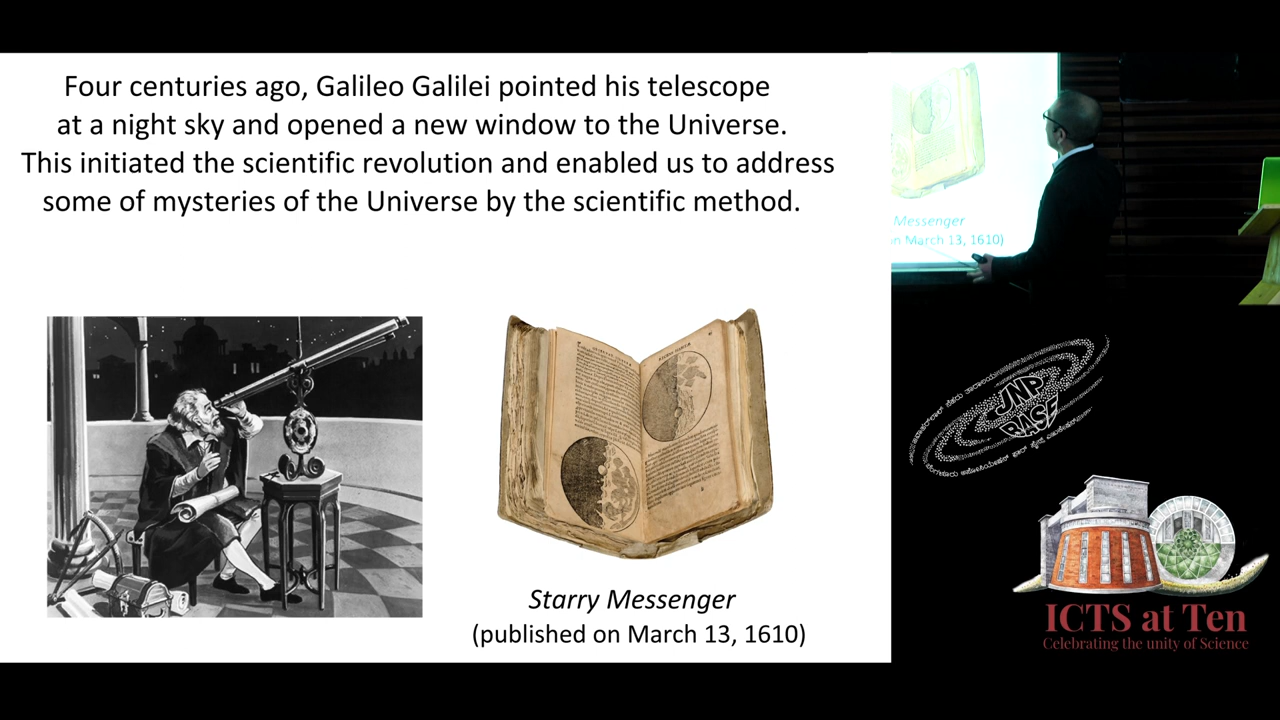 Four centuries ago, Galileo Galilei pointed his telescope
at a night sky and opened a new window to the Universe.
This initiated the scientific revolution and enabled us to address
some of mysteries of the Universe by the scientific method.
Starry Messenger
(published on March 13, 1610)
Messenger
on March 13, 1610)
JNP
BASE
ICTS at Ten
Celebrating the unity of Science